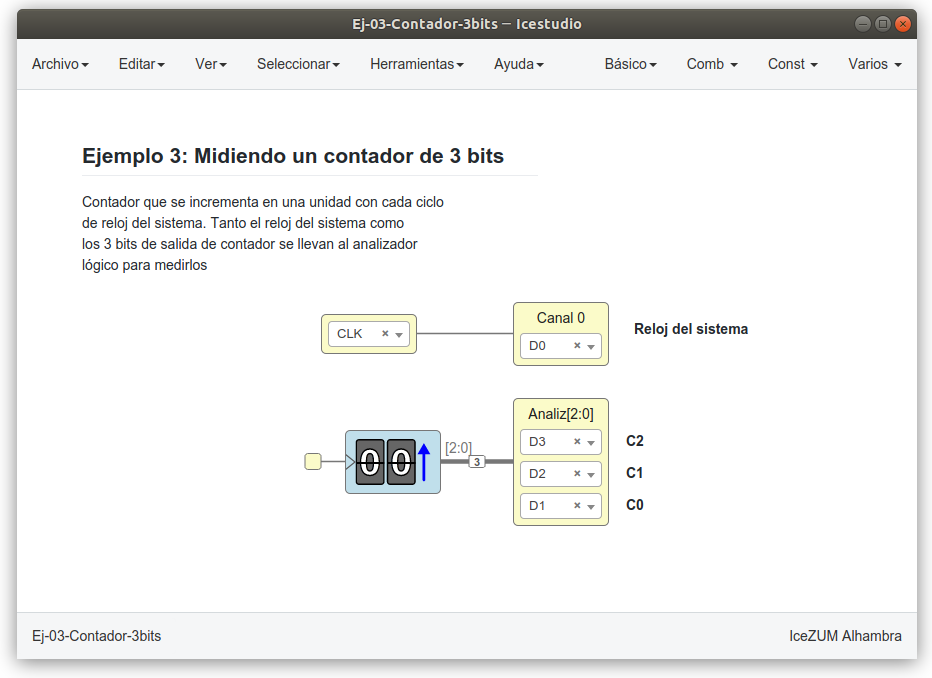 Ej-03-Contador-3bits – Icestudio
Archivo Editar Ver Seleccionar Herramientas Ayuda Básico Comb Const Varios
Ejemplo 3: Midiendo un contador de 3 bits
Contador que se incrementa en una unidad con cada ciclo
de reloj del sistema. Tanto el reloj del sistema como
los 3 bits de salida de contador se llevan al analizador
lógico para medirlos
CLK
Canal 0
D0
Reloj del sistema
00
[2:0]
3
Analiz[2:0]
D3
C2
D2
C1
D1
C0
Ej-03-Contador-3bits
IceZUM Alhambra